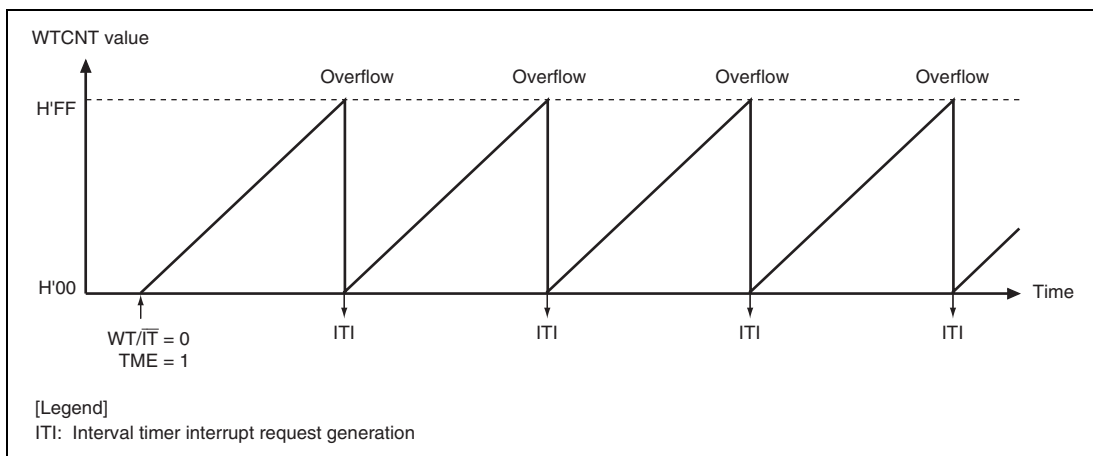 WTCNT value
Overflow Overflow Overflow Overflow
H'FF
H'00
Time
WT/I̅T̅ = 0
TME = 1
ITI ITI ITI ITI
[Legend]
ITI: Interval timer interrupt request generation